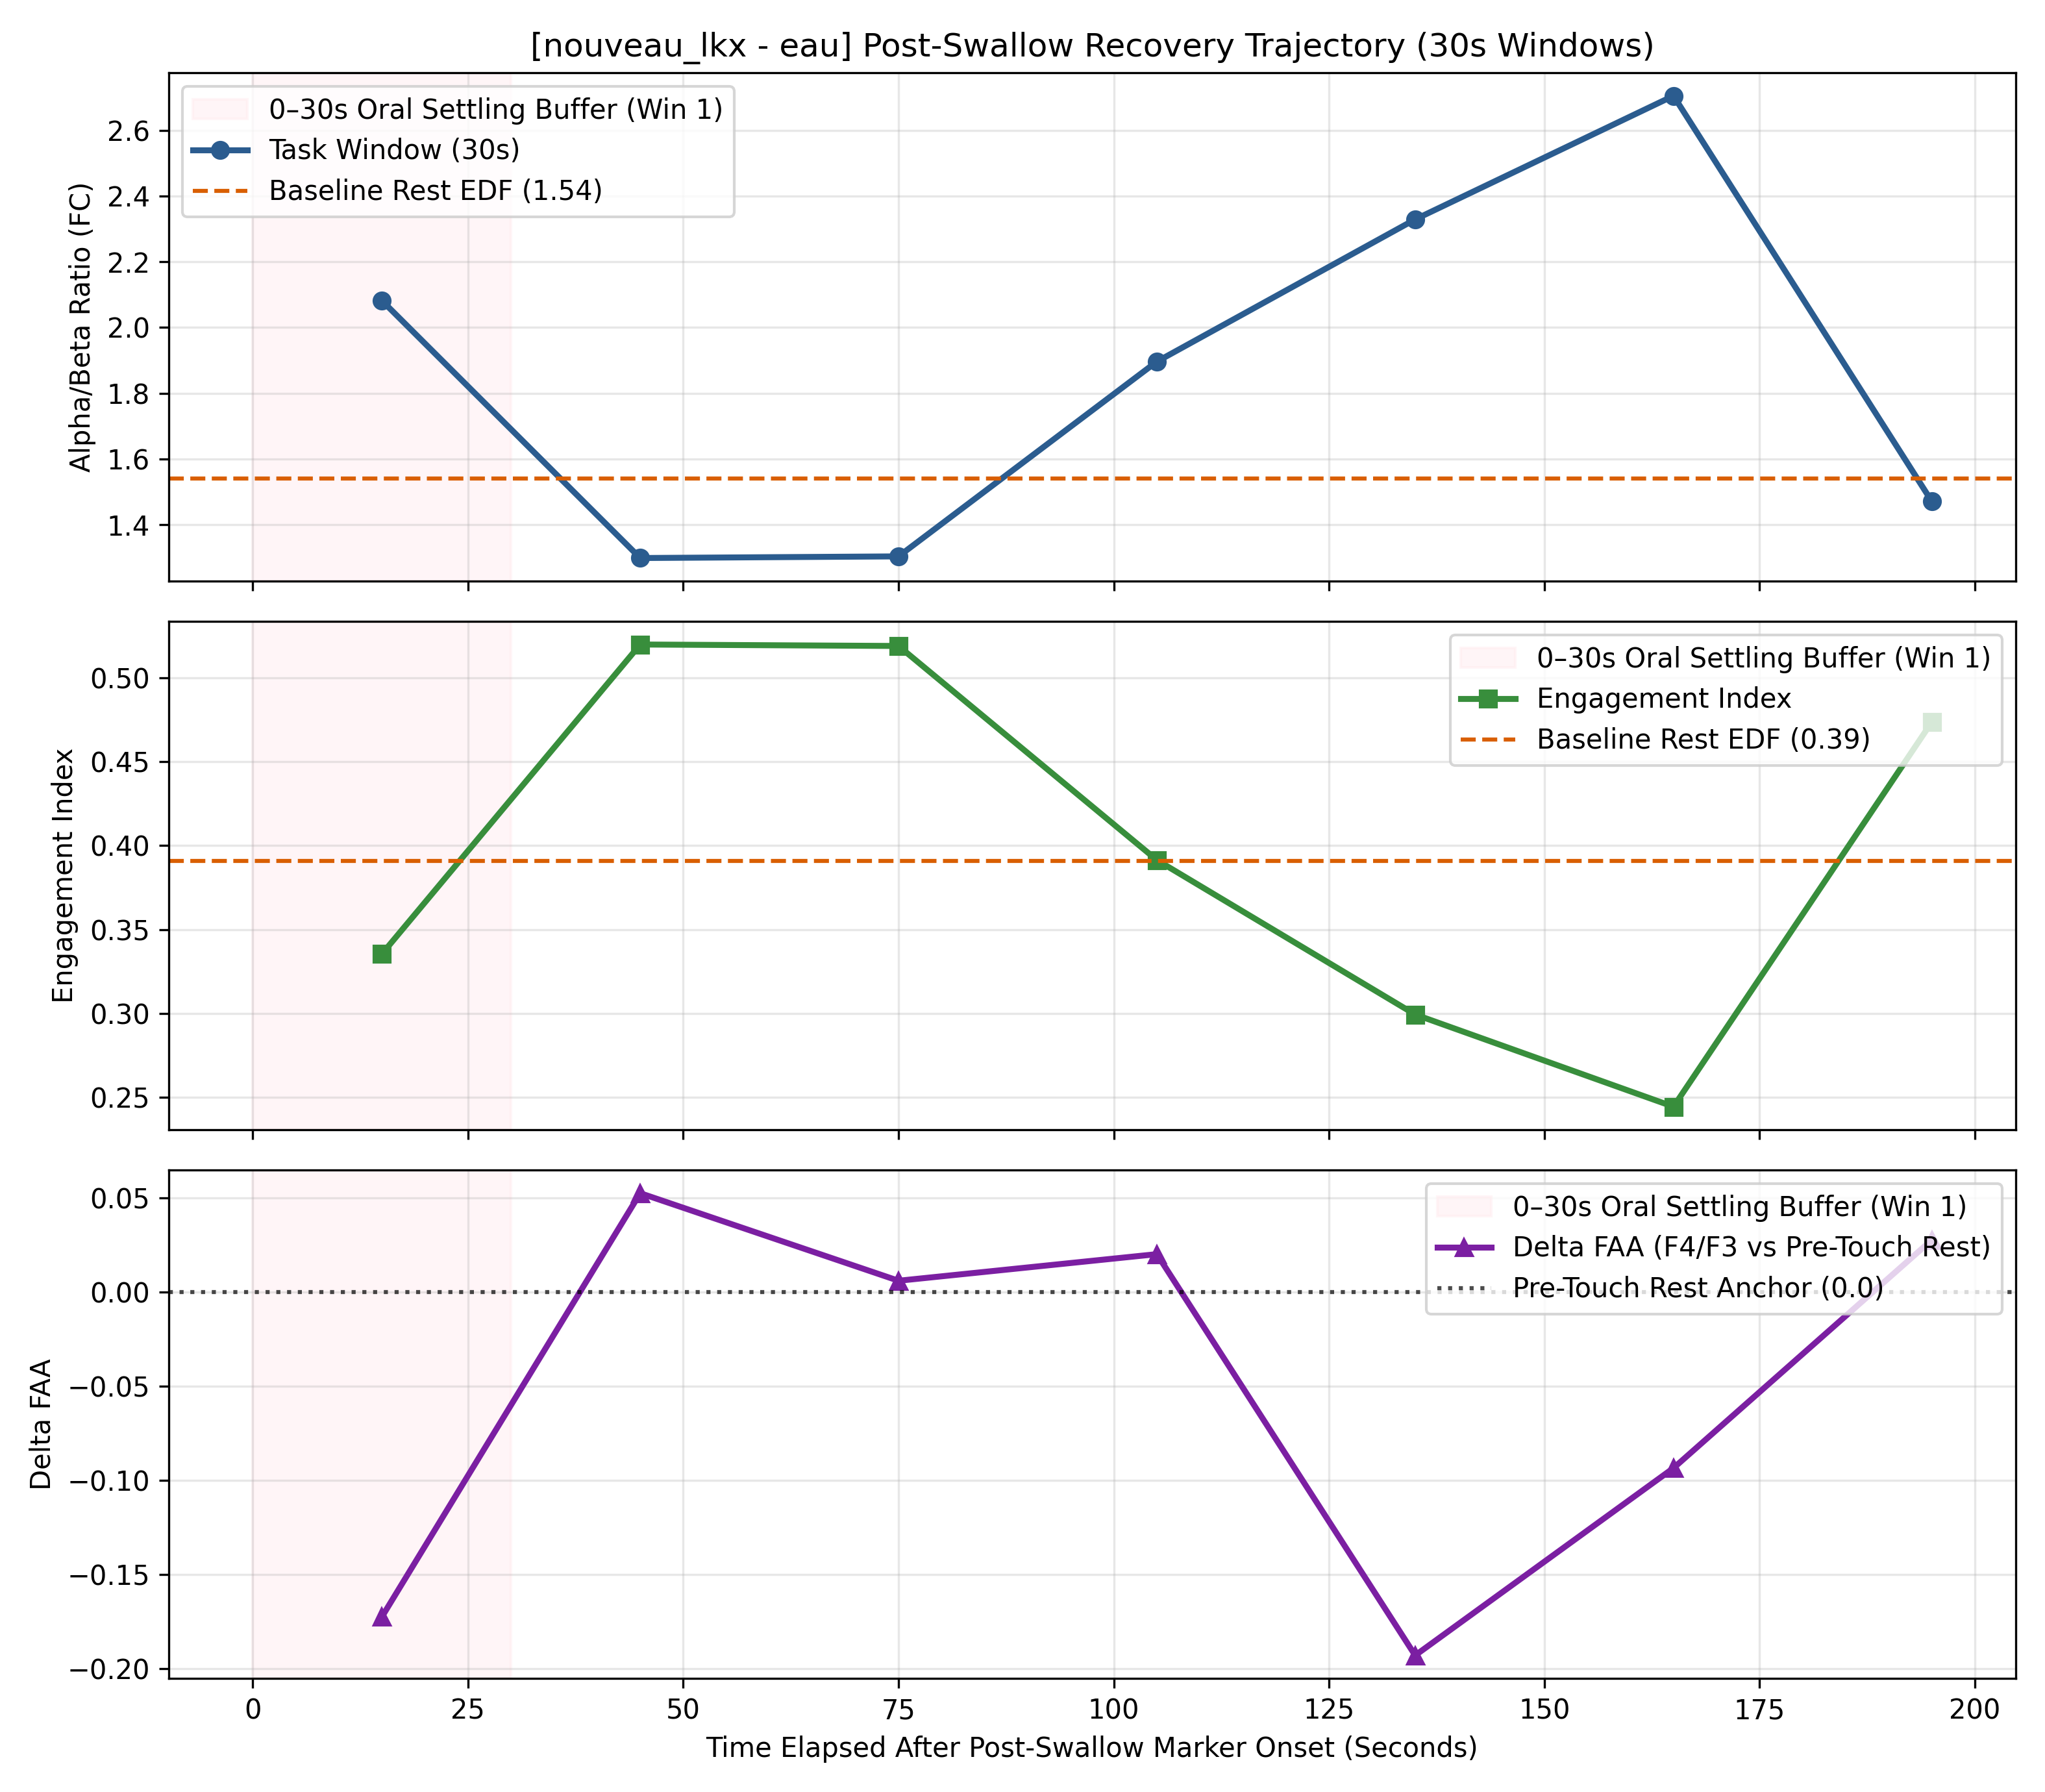 [nouveau_lkx - eau] Post-Swallow Recovery Trajectory (30s Windows)
0–30s Oral Settling Buffer (Win 1)
Task Window (30s)
Baseline Rest EDF (1.54)
Alpha/Beta Ratio (FC)
2.6
2.4
2.2
2.0
1.8
1.6
1.4
0–30s Oral Settling Buffer (Win 1)
Engagement Index
Baseline Rest EDF (0.39)
Engagement Index
0.50
0.45
0.40
0.35
0.30
0.25
0–30s Oral Settling Buffer (Win 1)
Delta FAA (F4/F3 vs Pre-Touch Rest)
Pre-Touch Rest Anchor (0.0)
Delta FAA
0.05
0.00
−0.05
−0.10
−0.15
−0.20
0 25 50 75 100 125 150 175 200
Time Elapsed After Post-Swallow Marker Onset (Seconds)